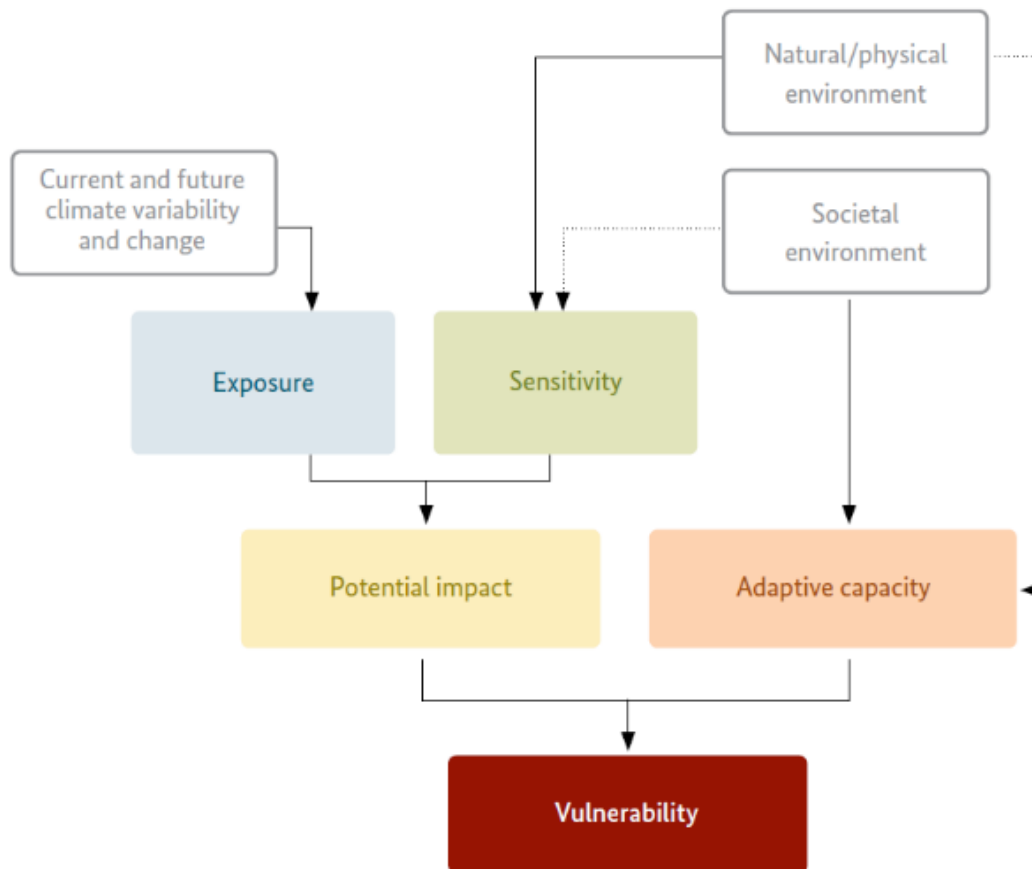 Natural/physical
environment
Current and future
climate variability
and change
Societal
environment
Exposure
Sensitivity
Potential impact
Adaptive capacity
Vulnerability